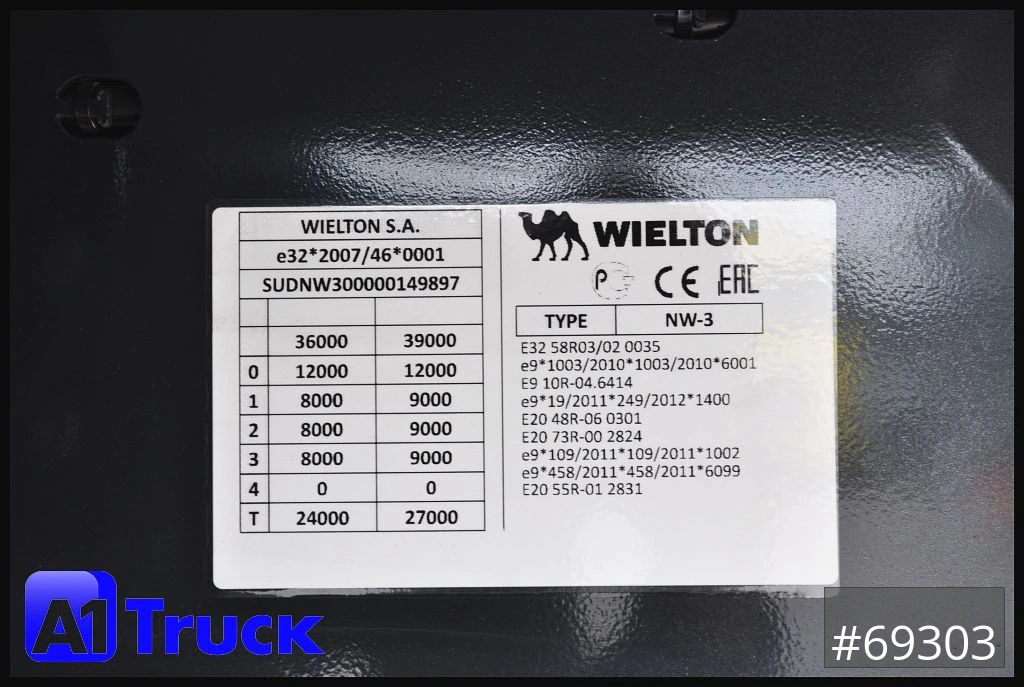 WIELTON S.A.
e32*2007/46*0001
SUDNW300000149897
36000 39000
0 12000 12000
1 8000 9000
2 8000 9000
3 8000 9000
4 0 0
T 24000 27000
WIELTON
PC CE EAC
TYPE NW-3
E32 58R03/02 0035
e9*1003/2010*1003/2010*6001
E9 10R-04.6414
e9*19/2011*249/2012*1400
E20 48R-06 0301
E20 73R-00 2824
e9*109/2011*109/2011*1002
e9*458/2011*458/2011*6099
E20 55R-01 2831
A1 Truck
#69303